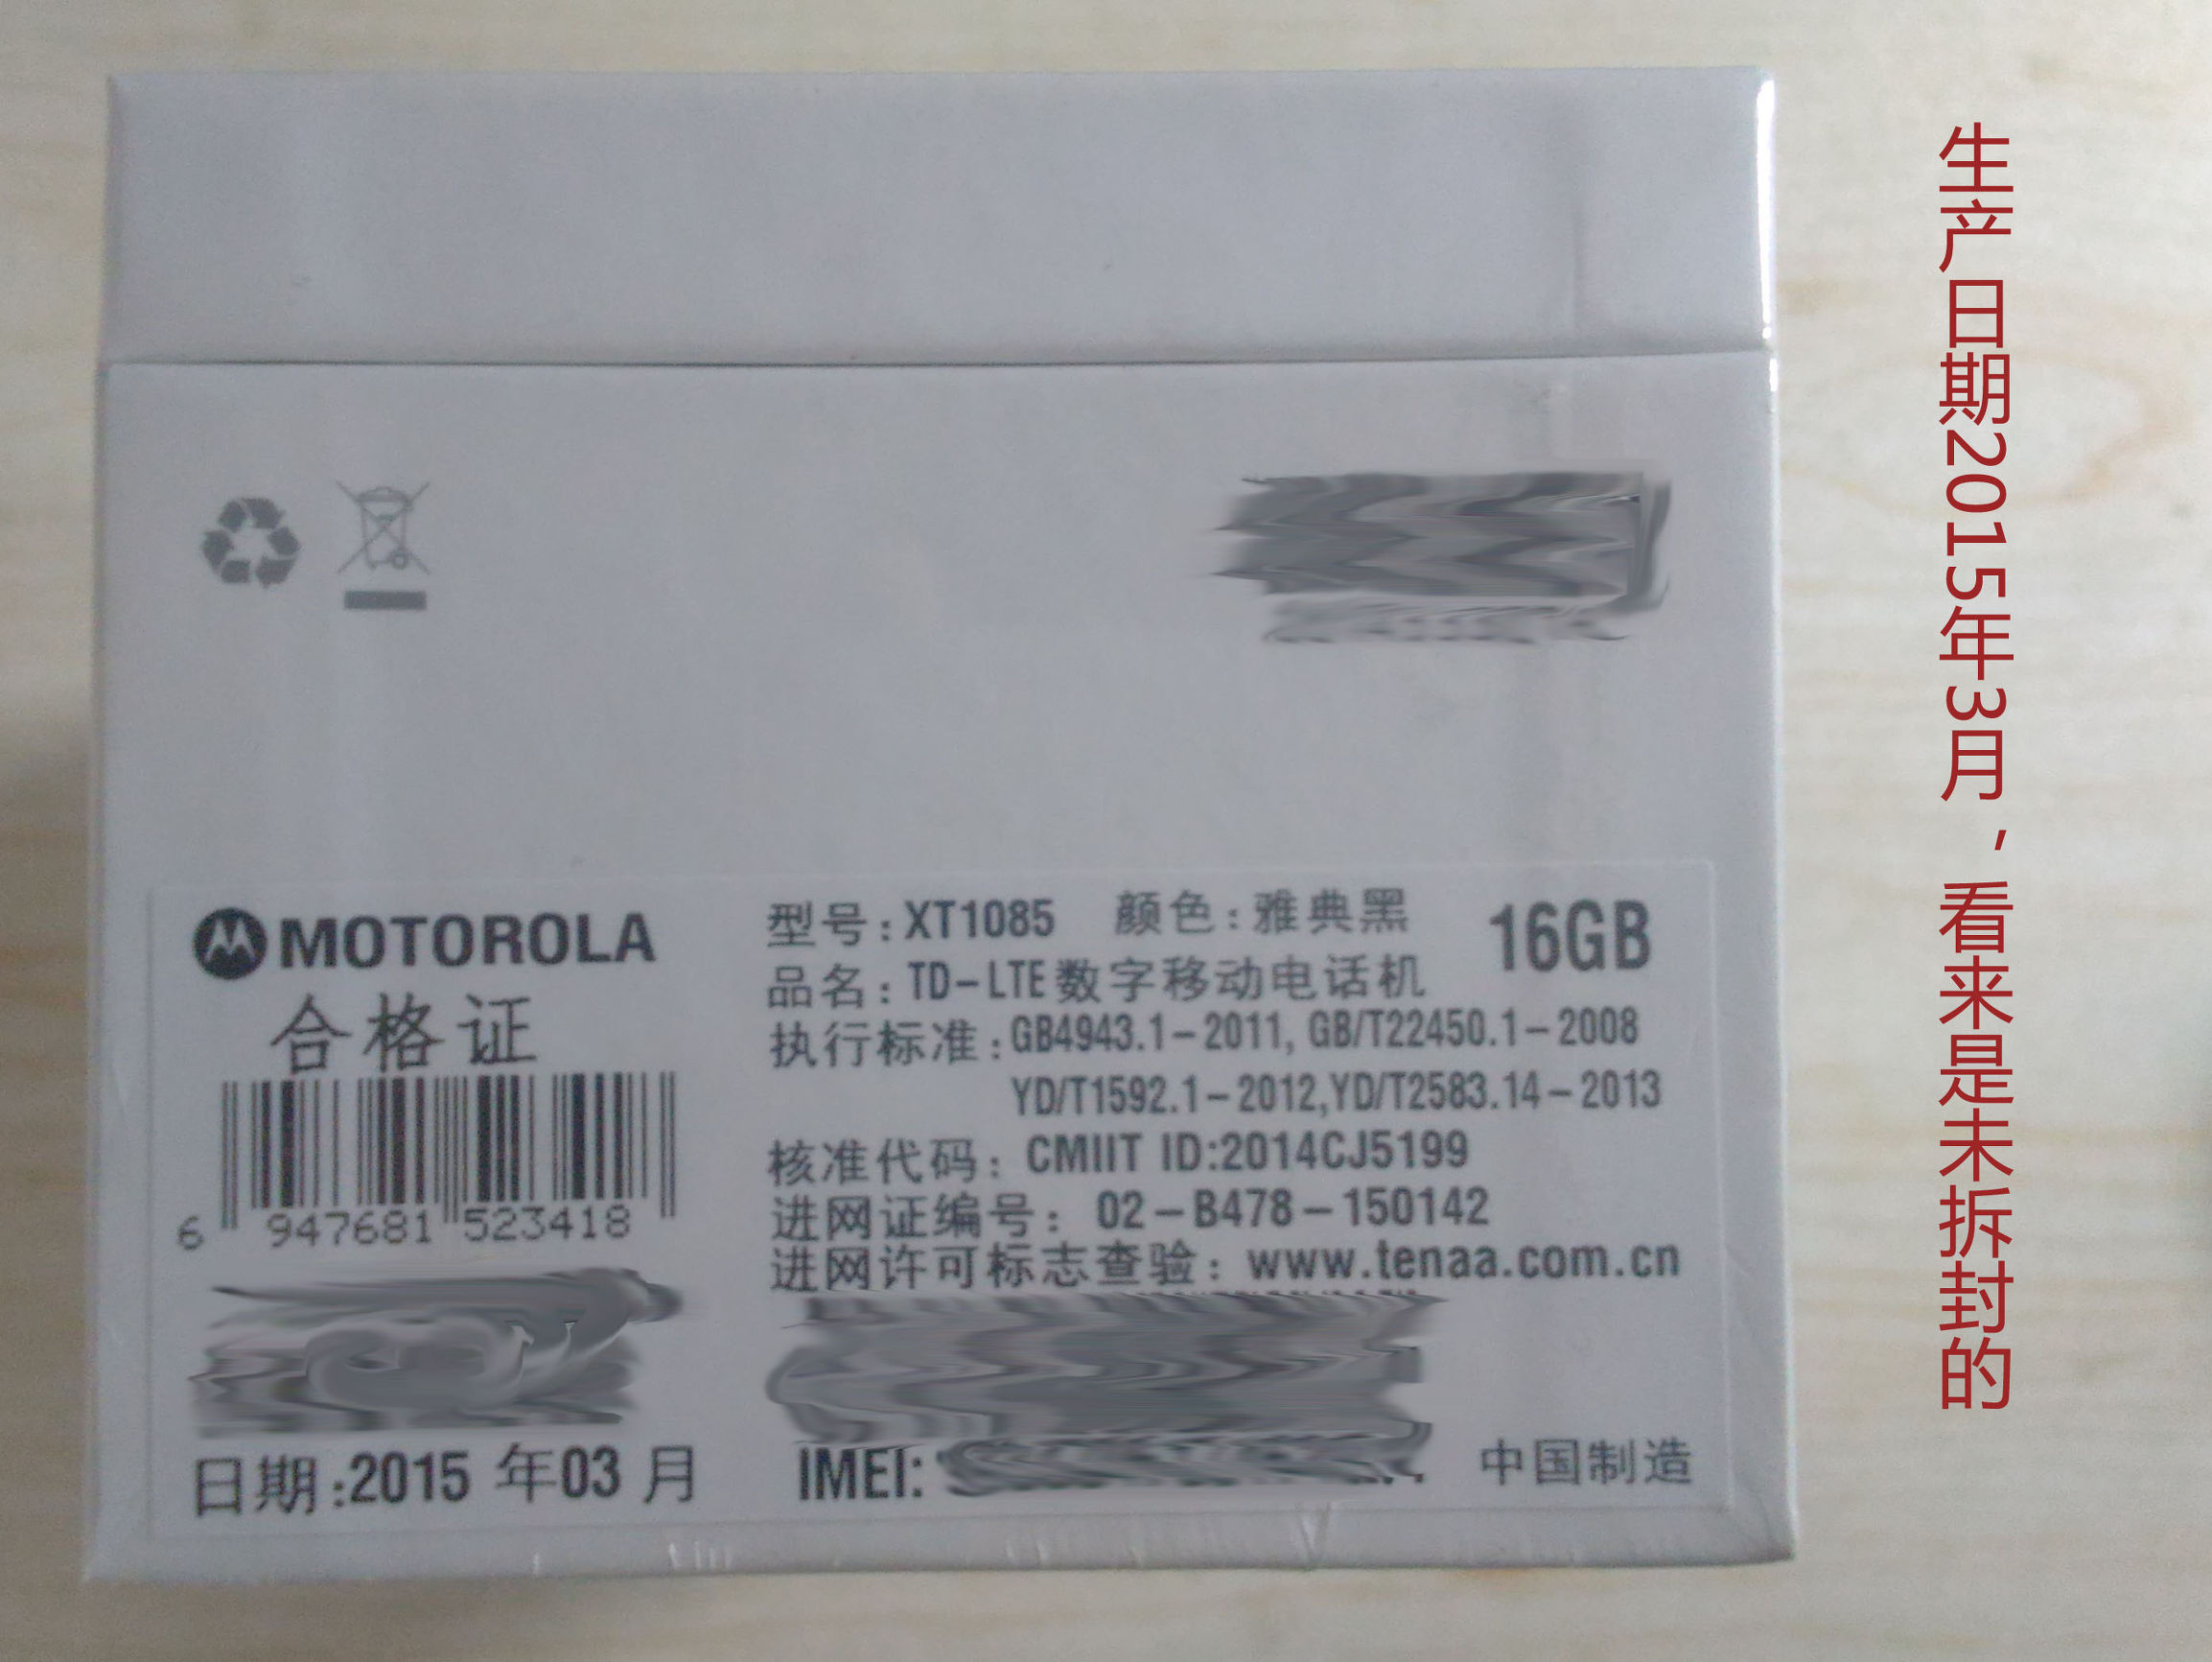 MOTOROLA
合格证
6 947681 523418
日期:2015 年03 月
型号:XT1085 颜色:雅典黑 16GB
品名:TD-LTE数字移动电话机
执行标准:GB4943.1-2011, GB/T22450.1-2008
YD/T1592.1-2012,YD/T2583.14-2013
核准代码: CMIIT ID:2014CJ5199
进网证编号: 02-B478-150142
进网许可标志查验: www.tenaa.com.cn
IMEI:
中国制造
生产日期2015年3月，看来是未拆封的